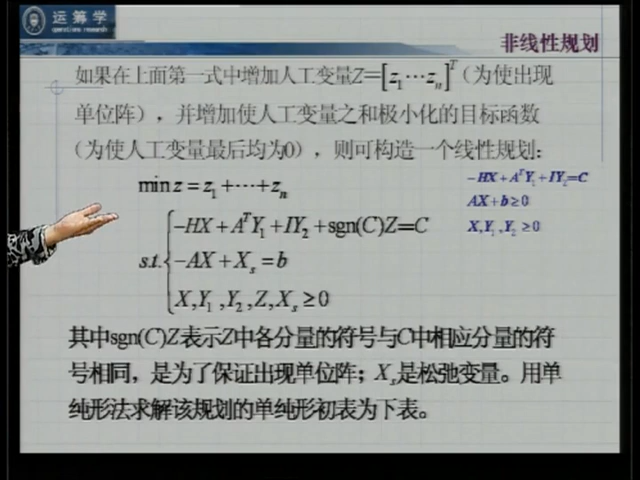 运筹学
operations research
非线性规划
如果在上面第一式中增加人工变量Z=[z₁⋯zₙ]ᵀ(为使出现
单位阵），并增加使人工变量之和极小化的目标函数
（为使人工变量最后均为0），则可构造一个线性规划：
min z = z₁ +⋯+ zₙ
-HX + AᵀY₁ + IY₂ + sgn(C)Z=C
s.t. -AX + Xₛ = b
X,Y₁,Y₂,Z,Xₛ ≥ 0
-HX+AᵀY₁+IY₂=C
AX+b≥0
X,Y₁,Y₂ ≥0
其中sgn(C)Z表示Z中各分量的符号与C中相应分量的符
号相同，是为了保证出现单位阵；Xₛ是松弛变量。用单
纯形法求解该规划的单纯形初表为下表。